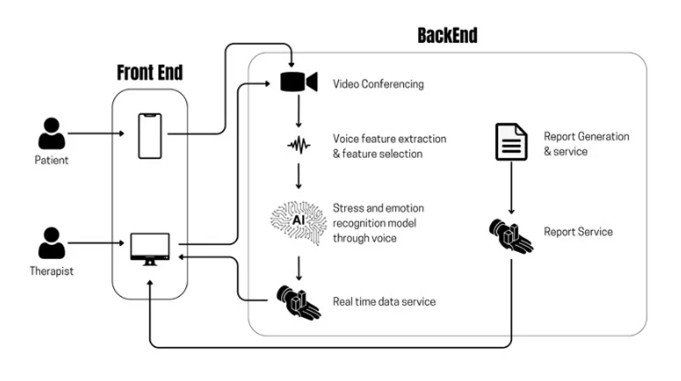 BackEnd
Front End
Video Conferencing
Patient
Voice feature extraction
& feature selection
Report Generation
& service
AI
Stress and emotion
recognition model
through voice
Report Service
Therapist
Real time data service